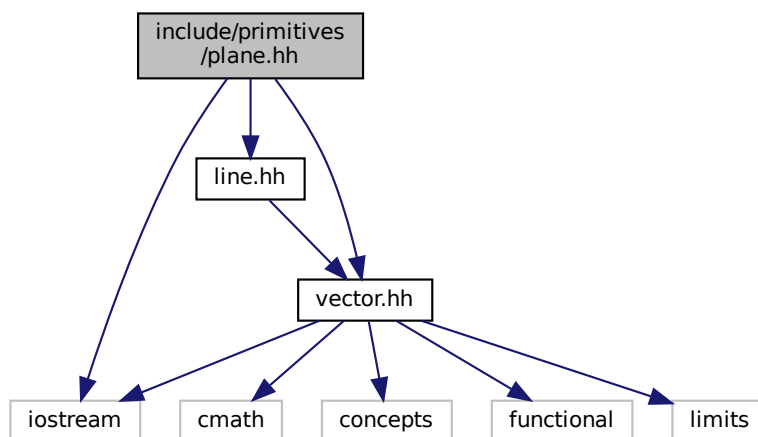 include/primitives
/plane.hh
line.hh
vector.hh
iostream
cmath
concepts
functional
limits